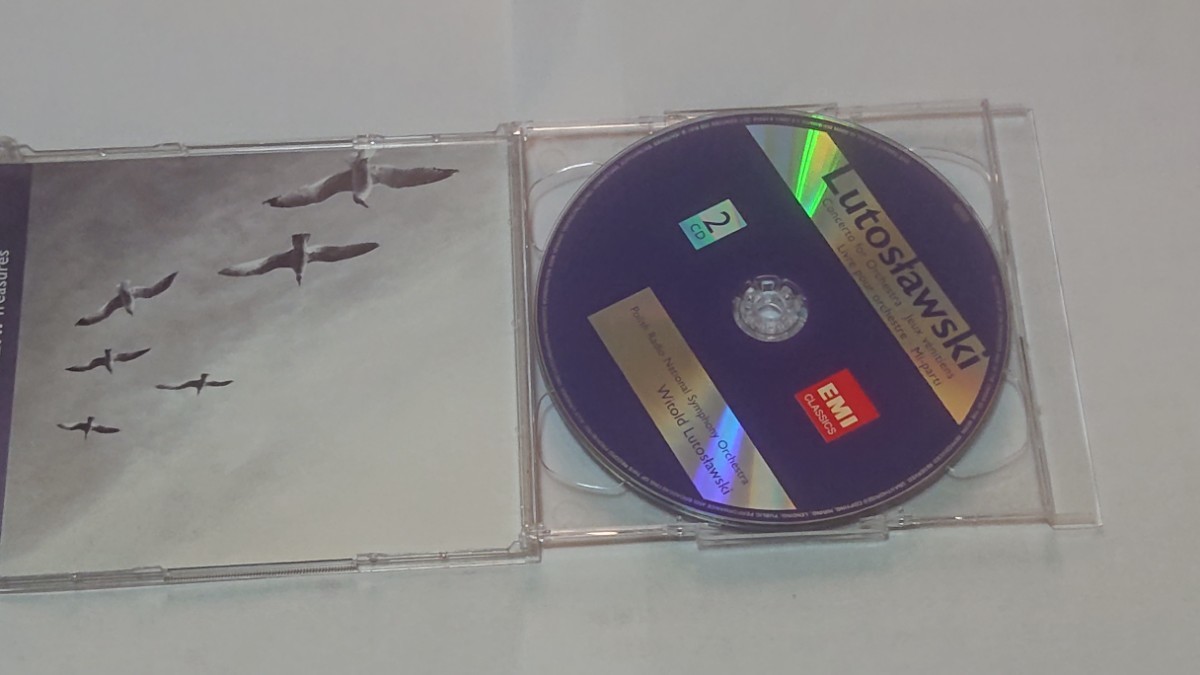 Treasures
Lutosławski
Concerto for Orchestra · Jeux vénitiens
Livre pour orchestre · Mi-parti
2
CD
EMI
CLASSICS
Polish Radio National Symphony Orchestra
Witold Lutosławski